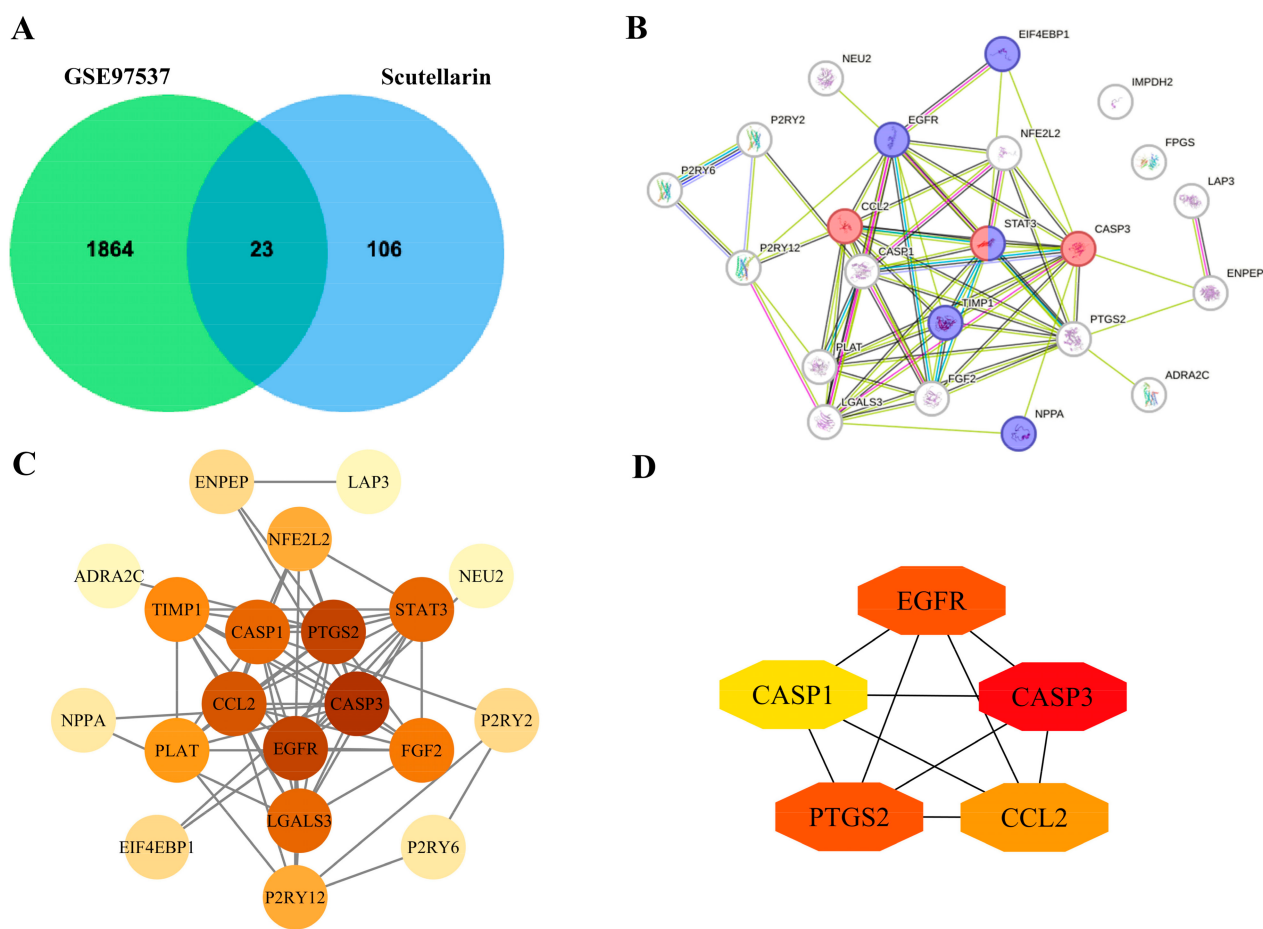 A
GSE97537
Scutellarin
1864
23
106
B
EIF4EBP1
NEU2
IMPDH2
P2RY2
EGFR
NFE2L2
FPGS
P2RY6
LAP3
CCL2
STAT3
CASP3
P2RY12
CASP1
ENPEP
TIMP1
PTGS2
PLAT
FGF2
ADRA2C
LGALS3
NPPA
C
ENPEP
LAP3
NFE2L2
ADRA2C
NEU2
TIMP1
STAT3
CASP1
PTGS2
CCL2
CASP3
NPPA
P2RY2
PLAT
EGFR
FGF2
LGALS3
EIF4EBP1
P2RY6
P2RY12
D
EGFR
CASP1
CASP3
PTGS2
CCL2